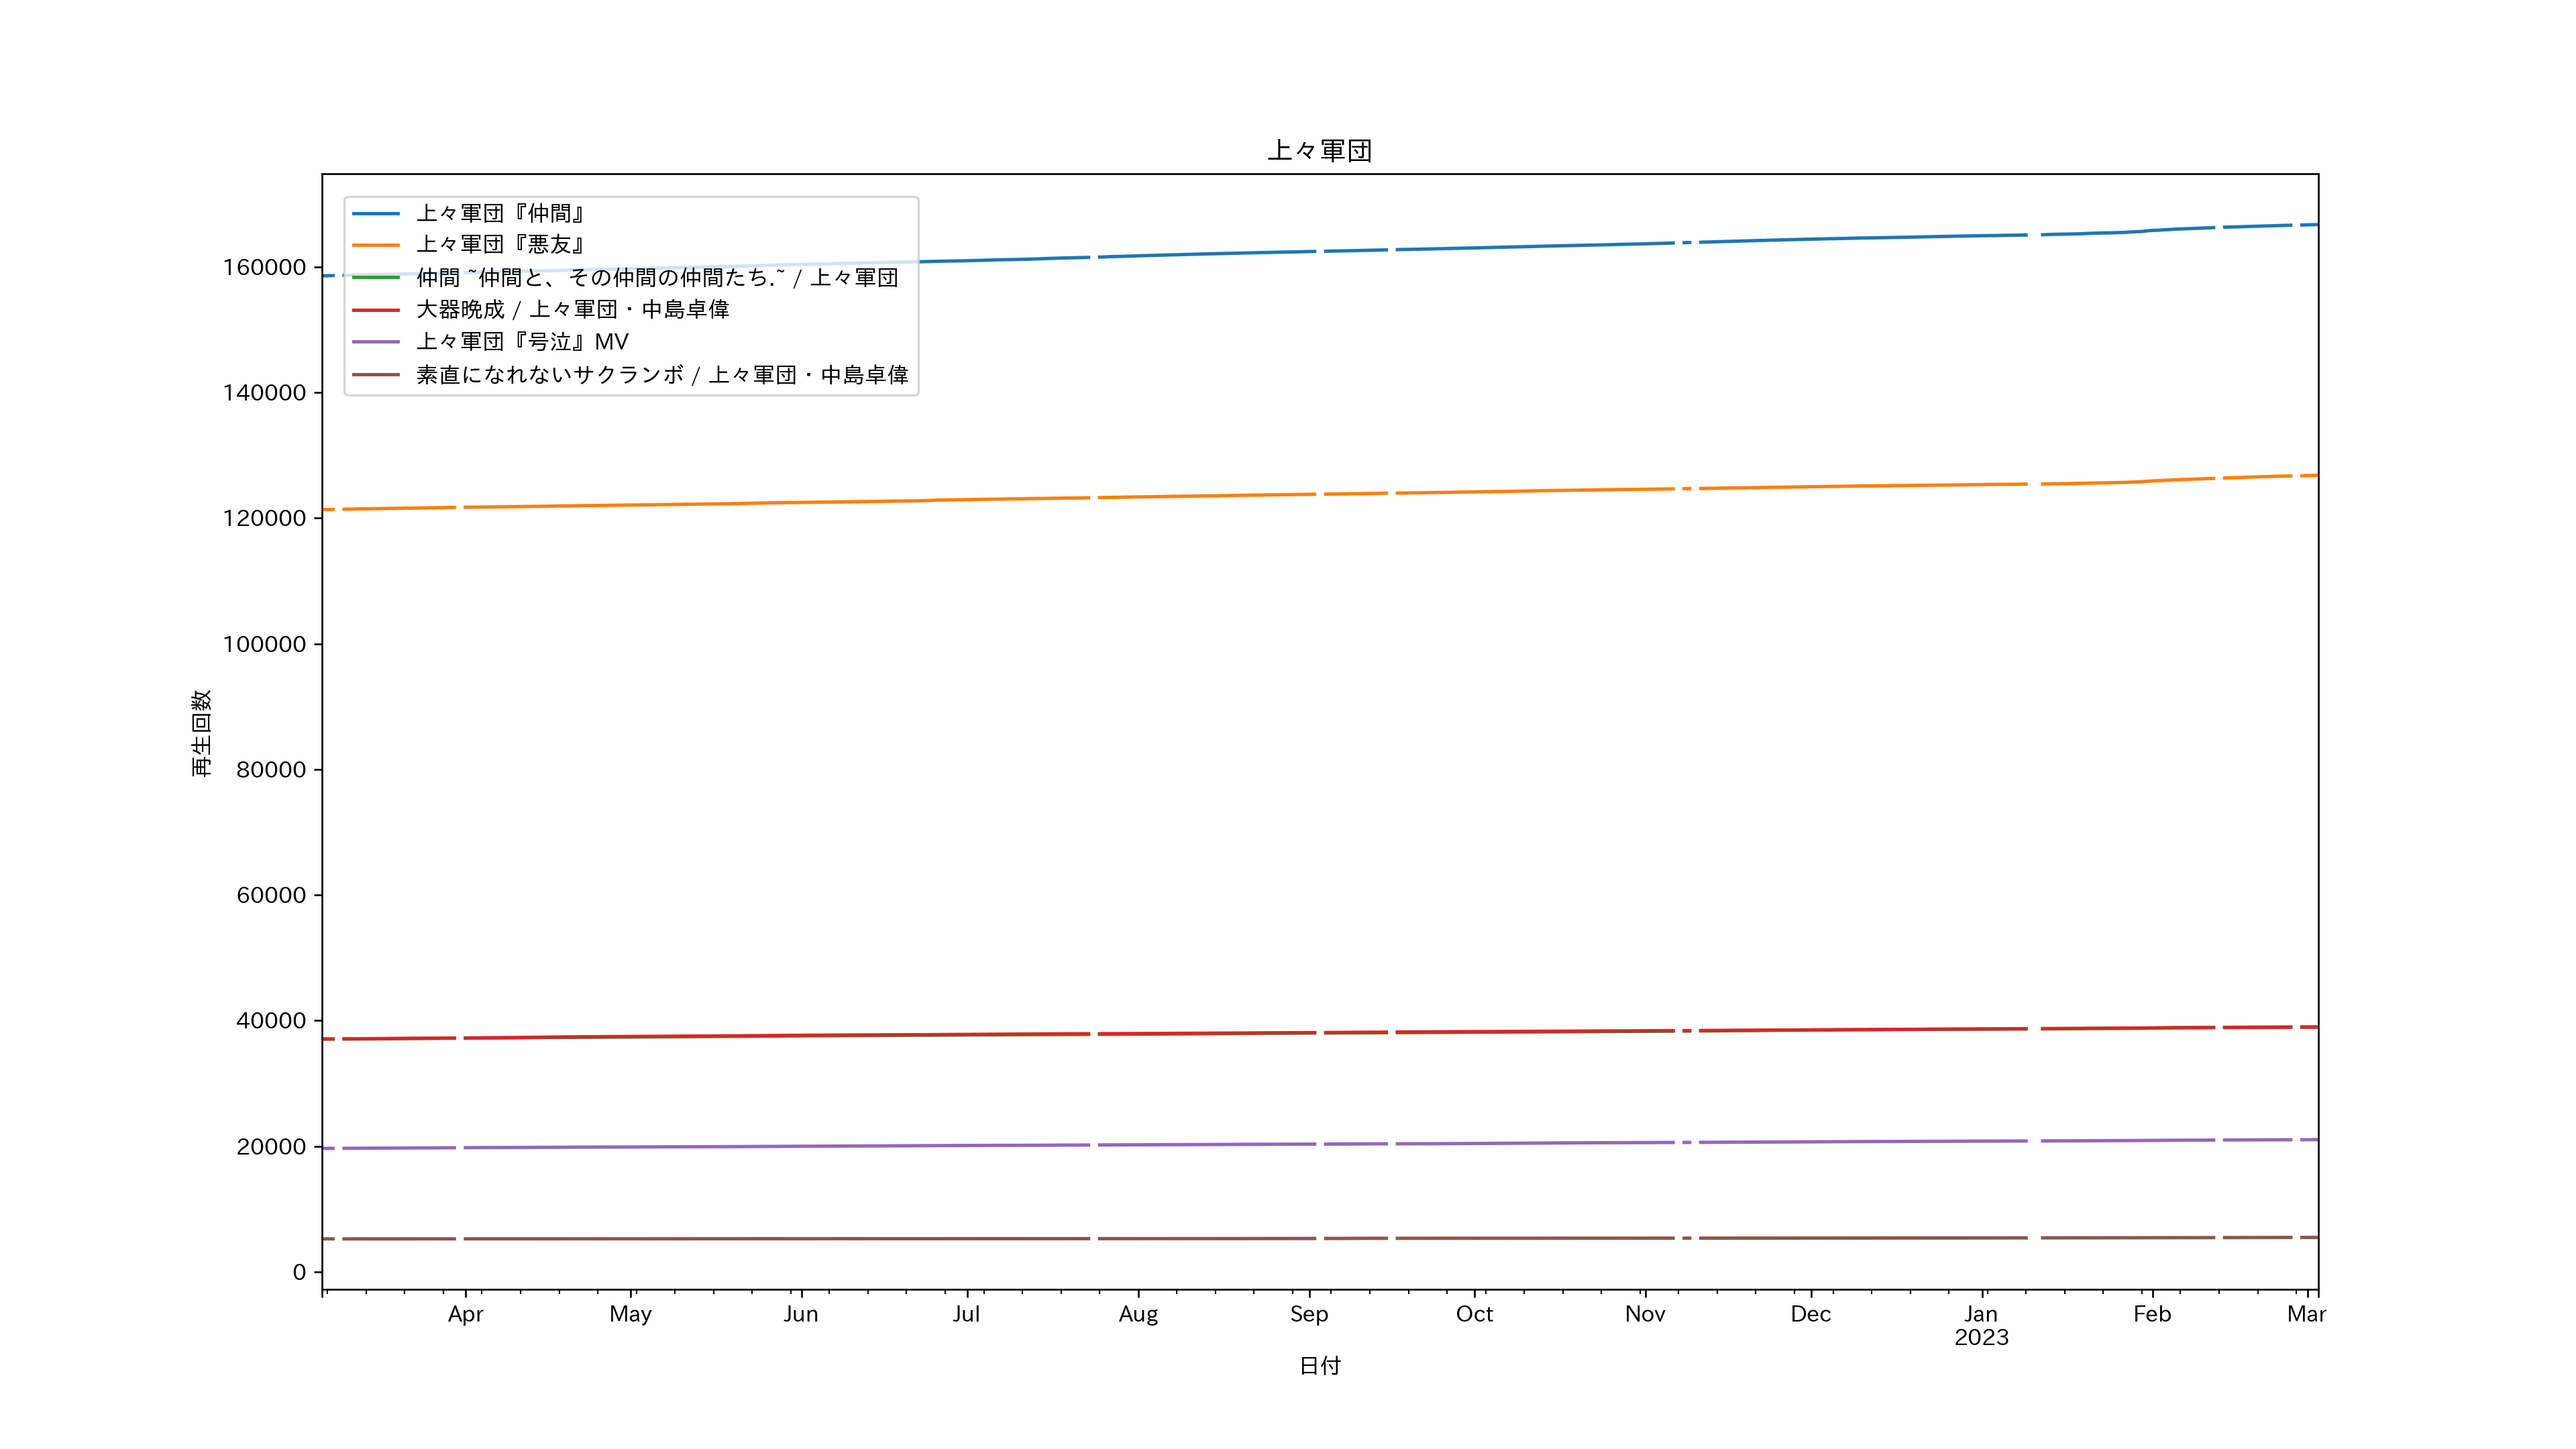 上々軍団
上々軍団『仲間』
上々軍団『悪友』
仲間 ~仲間と、その仲間の仲間たち.~ / 上々軍団
大器晩成 / 上々軍団・中島卓偉
上々軍団『号泣』MV
素直になれないサクランボ / 上々軍団・中島卓偉
再生回数
160000
140000
120000
100000
80000
60000
40000
20000
0
Apr May Jun Jul Aug Sep Oct Nov Dec Jan Feb Mar
2023
日付